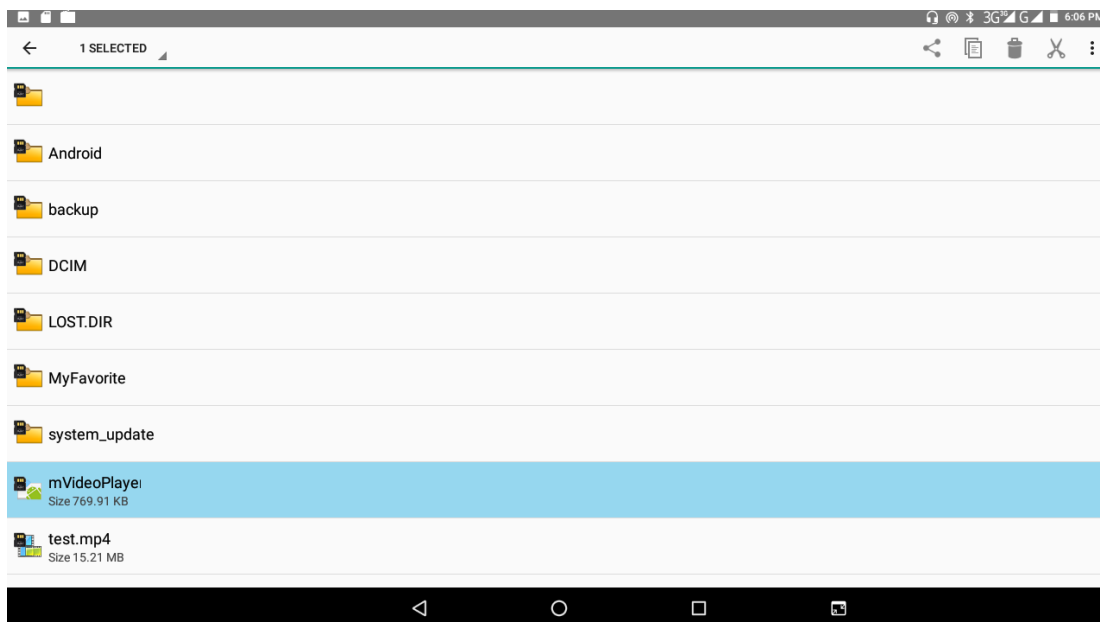 3G 3G G 6:06 PM
1 SELECTED
Android
backup
DCIM
LOST.DIR
MyFavorite
system_update
mVideoPlayer
Size 769.91 KB
test.mp4
Size 15.21 MB